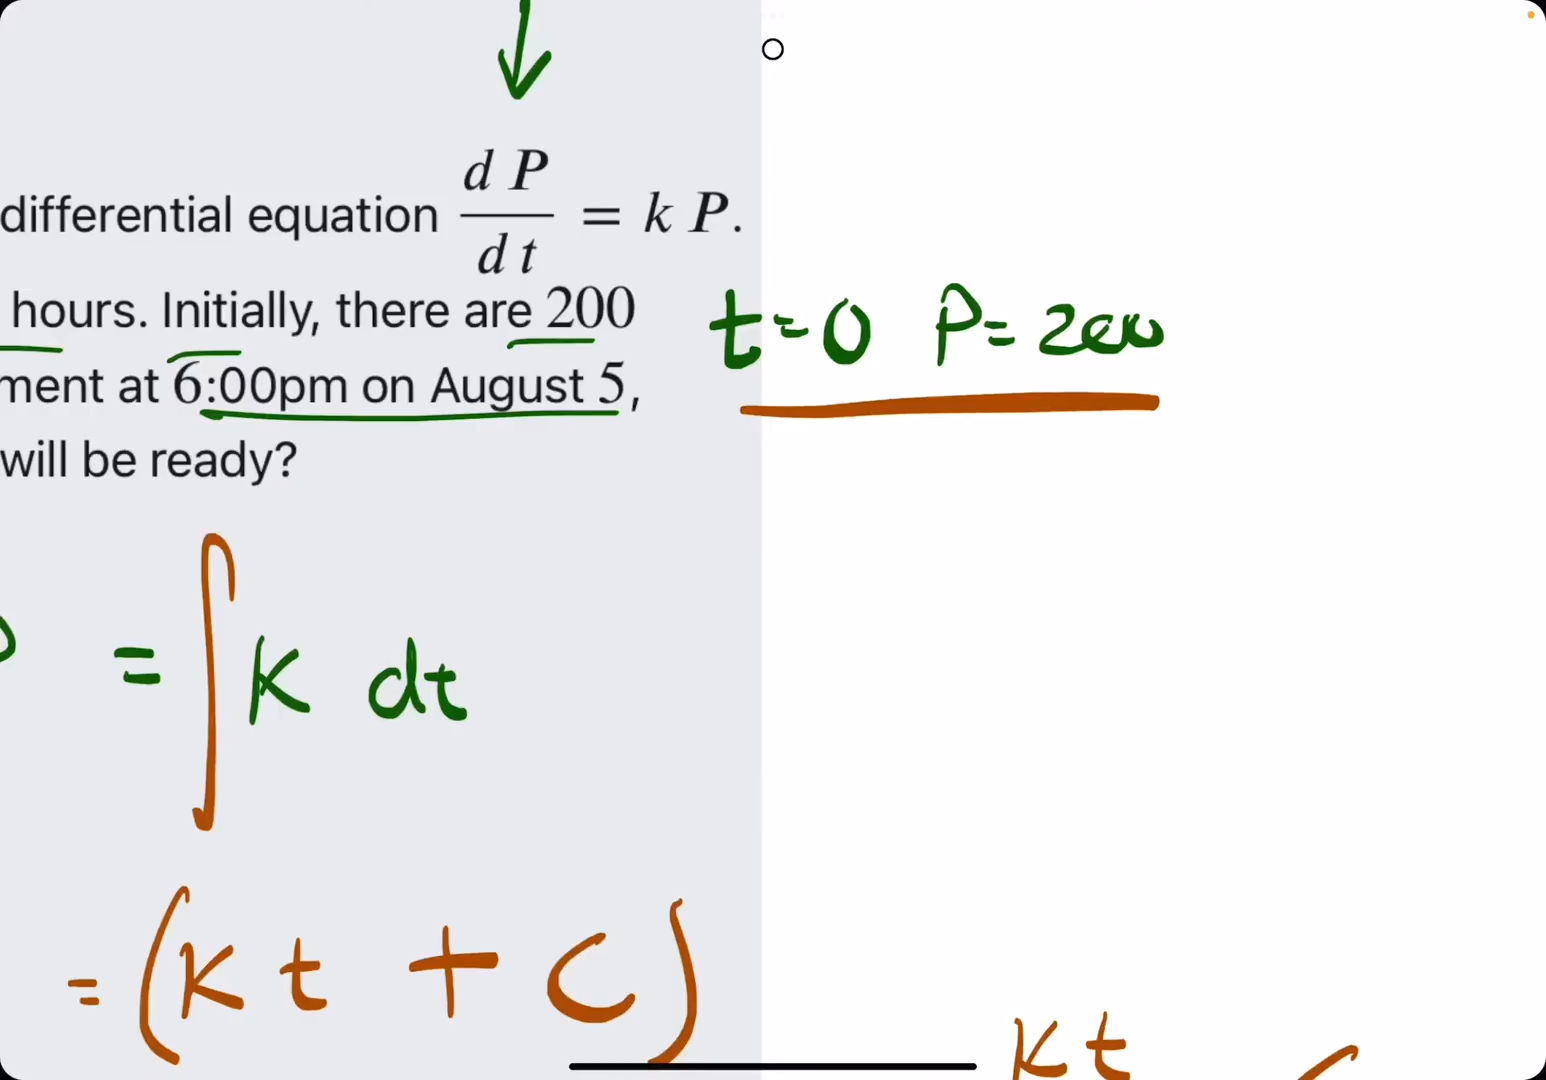 differential equation dP/dt = k P.
hours. Initially, there are 200
t=0 P=200
ment at 6:00pm on August 5,
will be ready?
= ∫ K dt
= (Kt + C)
Kt